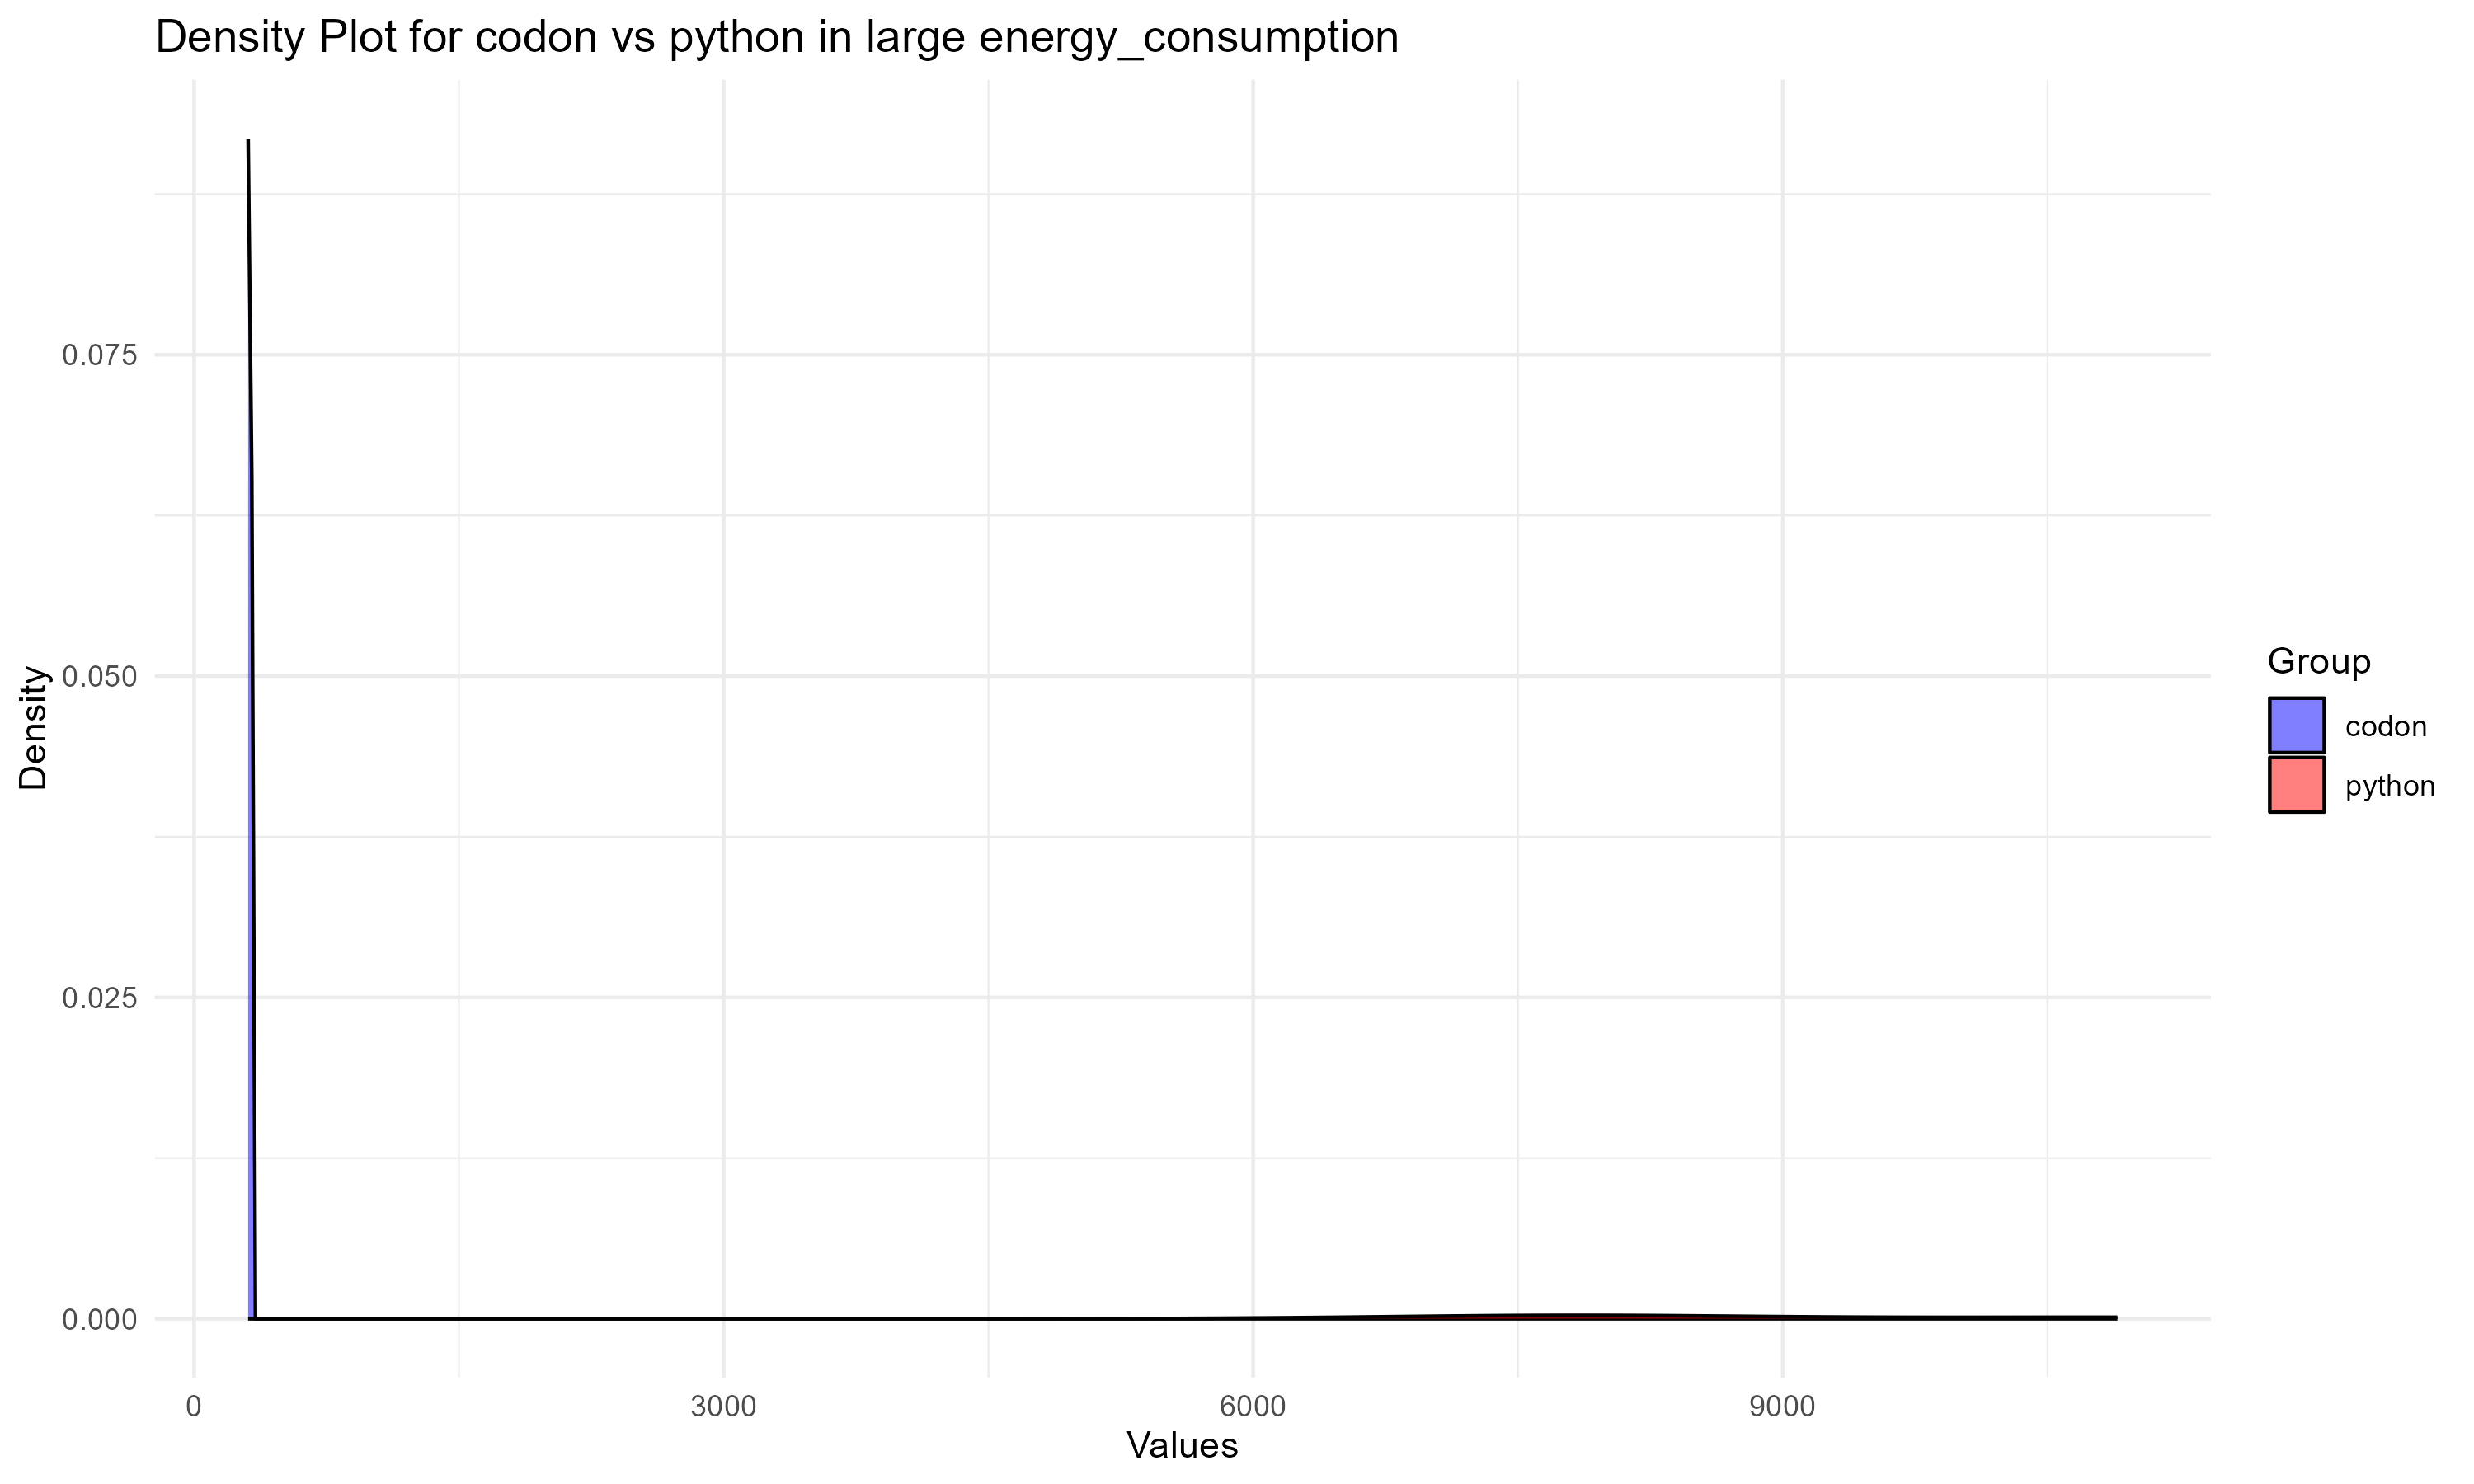 Density Plot for codon vs python in large energy_consumption
0.075
0.050
0.025
0.000
Density
0
3000
6000
9000
Values
Group
codon
python